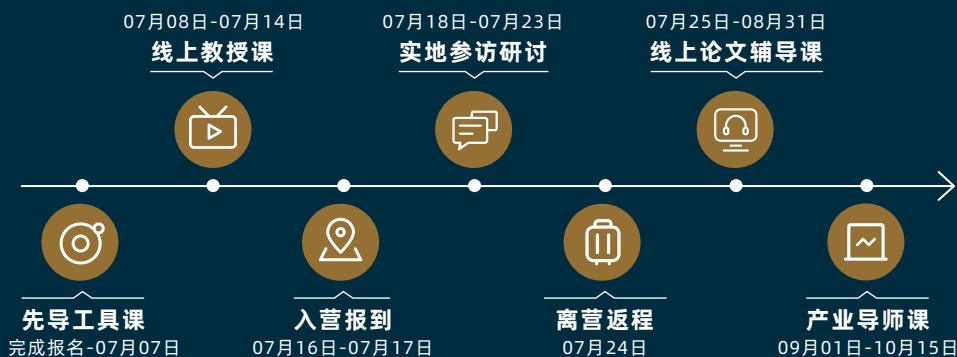 07月08日-07月14日
线上教授课
07月18日-07月23日
实地参访研讨
07月25日-08月31日
线上论文辅导课
先导工具课
完成报名-07月07日
入营报到
07月16日-07月17日
离营返程
07月24日
产业导师课
09月01日-10月15日